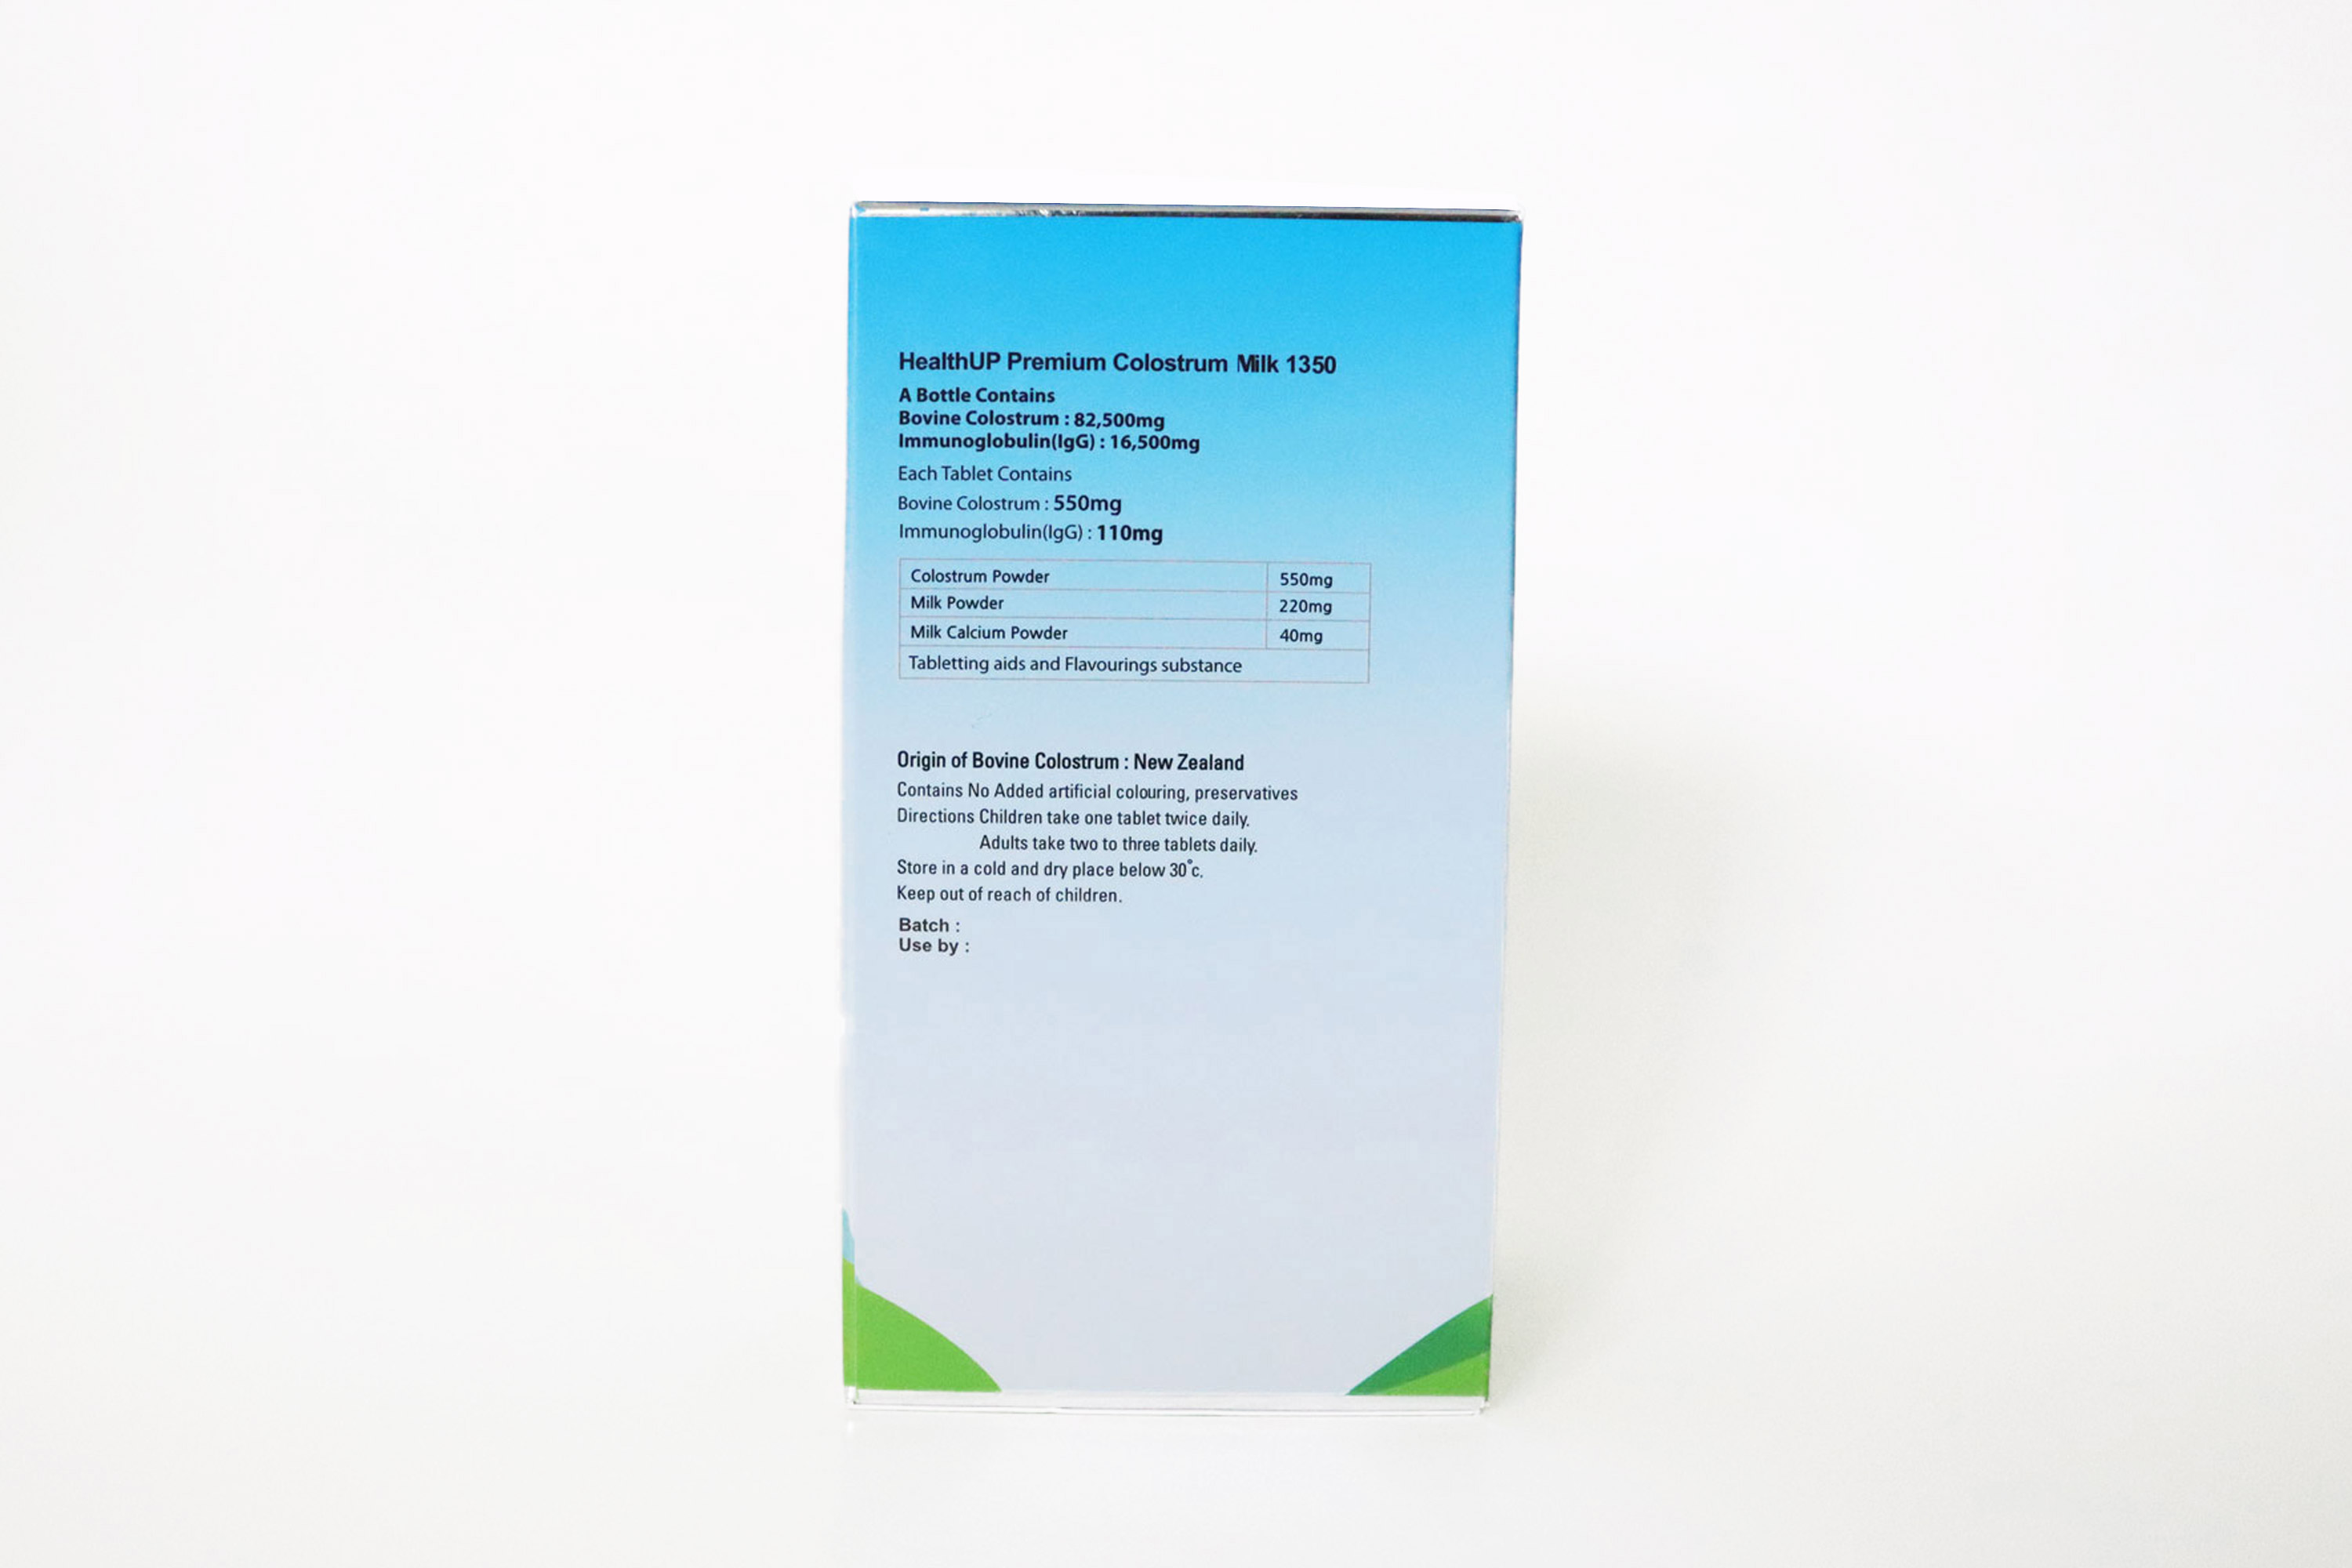 HealthUP Premium Colostrum Milk 1350
A Bottle Contains
Bovine Colostrum : 82,500mg
Immunoglobulin(IgG) : 16,500mg
Each Tablet Contains
Bovine Colostrum : 550mg
Immunoglobulin(IgG) : 110mg
Colostrum Powder 550mg
Milk Powder 220mg
Milk Calcium Powder 40mg
Tabletting aids and Flavourings substance
Origin of Bovine Colostrum : New Zealand
Contains No Added artificial colouring, preservatives
Directions Children take one tablet twice daily.
Adults take two to three tablets daily.
Store in a cold and dry place below 30°c.
Keep out of reach of children.
Batch :
Use by :